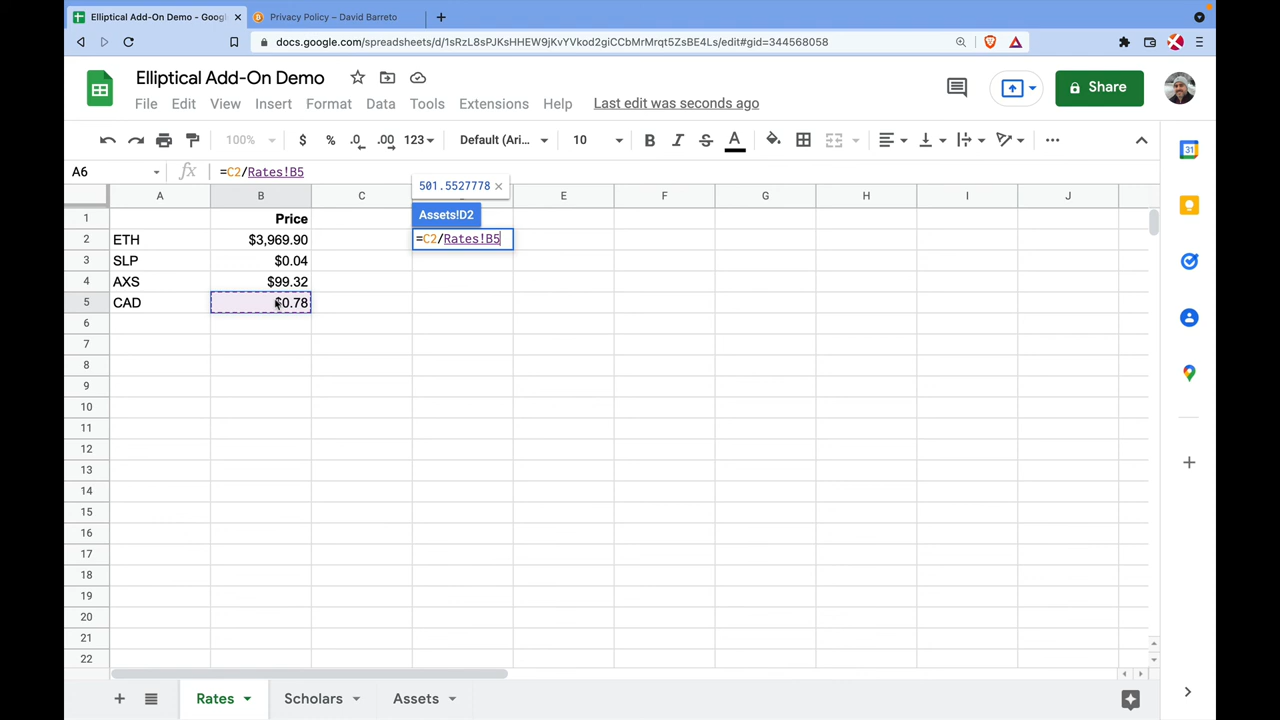 Elliptical Add-On Demo - Goog
Privacy Policy – David Barreto
docs.google.com/spreadsheets/d/1sRzL8sPJKsHHEW9jKvYVkod2giCCbMrMrqt5ZsBE4Ls/edit#gid=344568058
Elliptical Add-On Demo
File Edit View Insert Format Data Tools Extensions Help Last edit was seconds ago
Share
100% $ % .0 .00 123 Default (Ari... 10 B I S A
A6 fx =C2/Rates!B5
501.5527778
A B C E F G H I J
1 Price Assets!D2
2 ETH $3,969.90 =C2/Rates!B5
3 SLP $0.04
4 AXS $99.32
5 CAD $0.78
6
7
8
9
10
11
12
13
14
15
16
17
18
19
20
21
22
Rates Scholars Assets
31